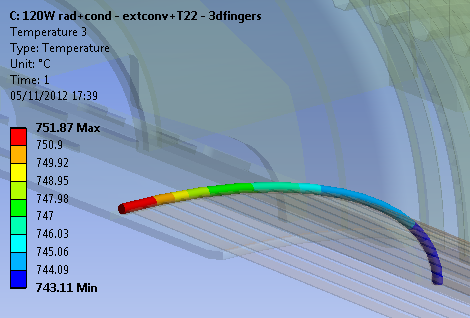 C: 120W rad+cond - extconv+T22 - 3dfingers
Temperature 3
Type: Temperature
Unit: °C
Time: 1
05/11/2012 17:39
751.87 Max
750.9
749.92
748.95
747.98
747
746.03
745.06
744.09
743.11 Min